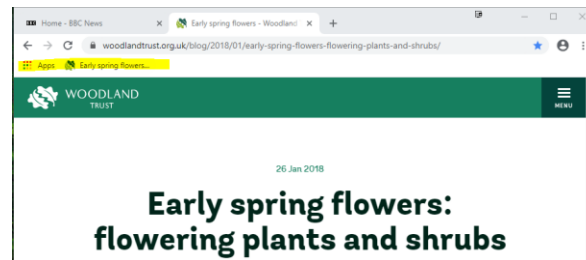 BBC Home - BBC News
Early spring flowers - Woodland
woodlandtrust.org.uk/blog/2018/01/early-spring-flowers-flowering-plants-and-shrubs/
Apps Early spring flowers...
WOODLAND
TRUST
MENU
26 Jan 2018
Early spring flowers:
flowering plants and shrubs